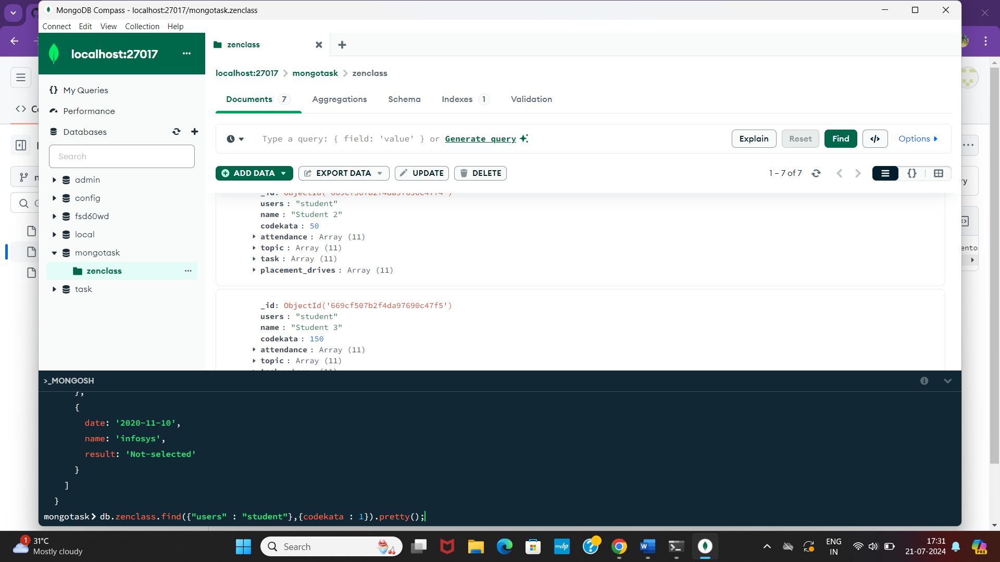 MongoDB Compass - localhost:27017/mongotask.zenclass
Connect Edit View Collection Help
localhost:27017
zenclass
localhost:27017 > mongotask > zenclass
{} My Queries
Performance
Databases
Search
admin
config
fsd60wd
local
mongotask
zenclass
task
Documents 7 Aggregations Schema Indexes 1 Validation
Type a query: { field: 'value' } or Generate query
Explain Reset Find </> Options
ADD DATA EXPORT DATA UPDATE DELETE
1 – 7 of 7 {}
_id: ObjectId('669cf507b2f4da97690c47f4')
users : "student"
name : "Student 2"
codekata : 50
attendance : Array (11)
topic : Array (11)
task : Array (11)
placement_drives : Array (11)
_id: ObjectId('669cf507b2f4da97690c47f5')
users : "student"
name : "Student 3"
codekata : 150
attendance : Array (11)
topic : Array (11)
>_MONGOSH
},
{
date: '2020-11-10',
name: 'infosys',
result: 'Not-selected'
}
]
}
mongotask> db.zenclass.find({"users" : "student"},{codekata : 1}).pretty();
1
31°C
Mostly cloudy
Search
myhp
ENG
IN
17:31
21-07-2024
PRE